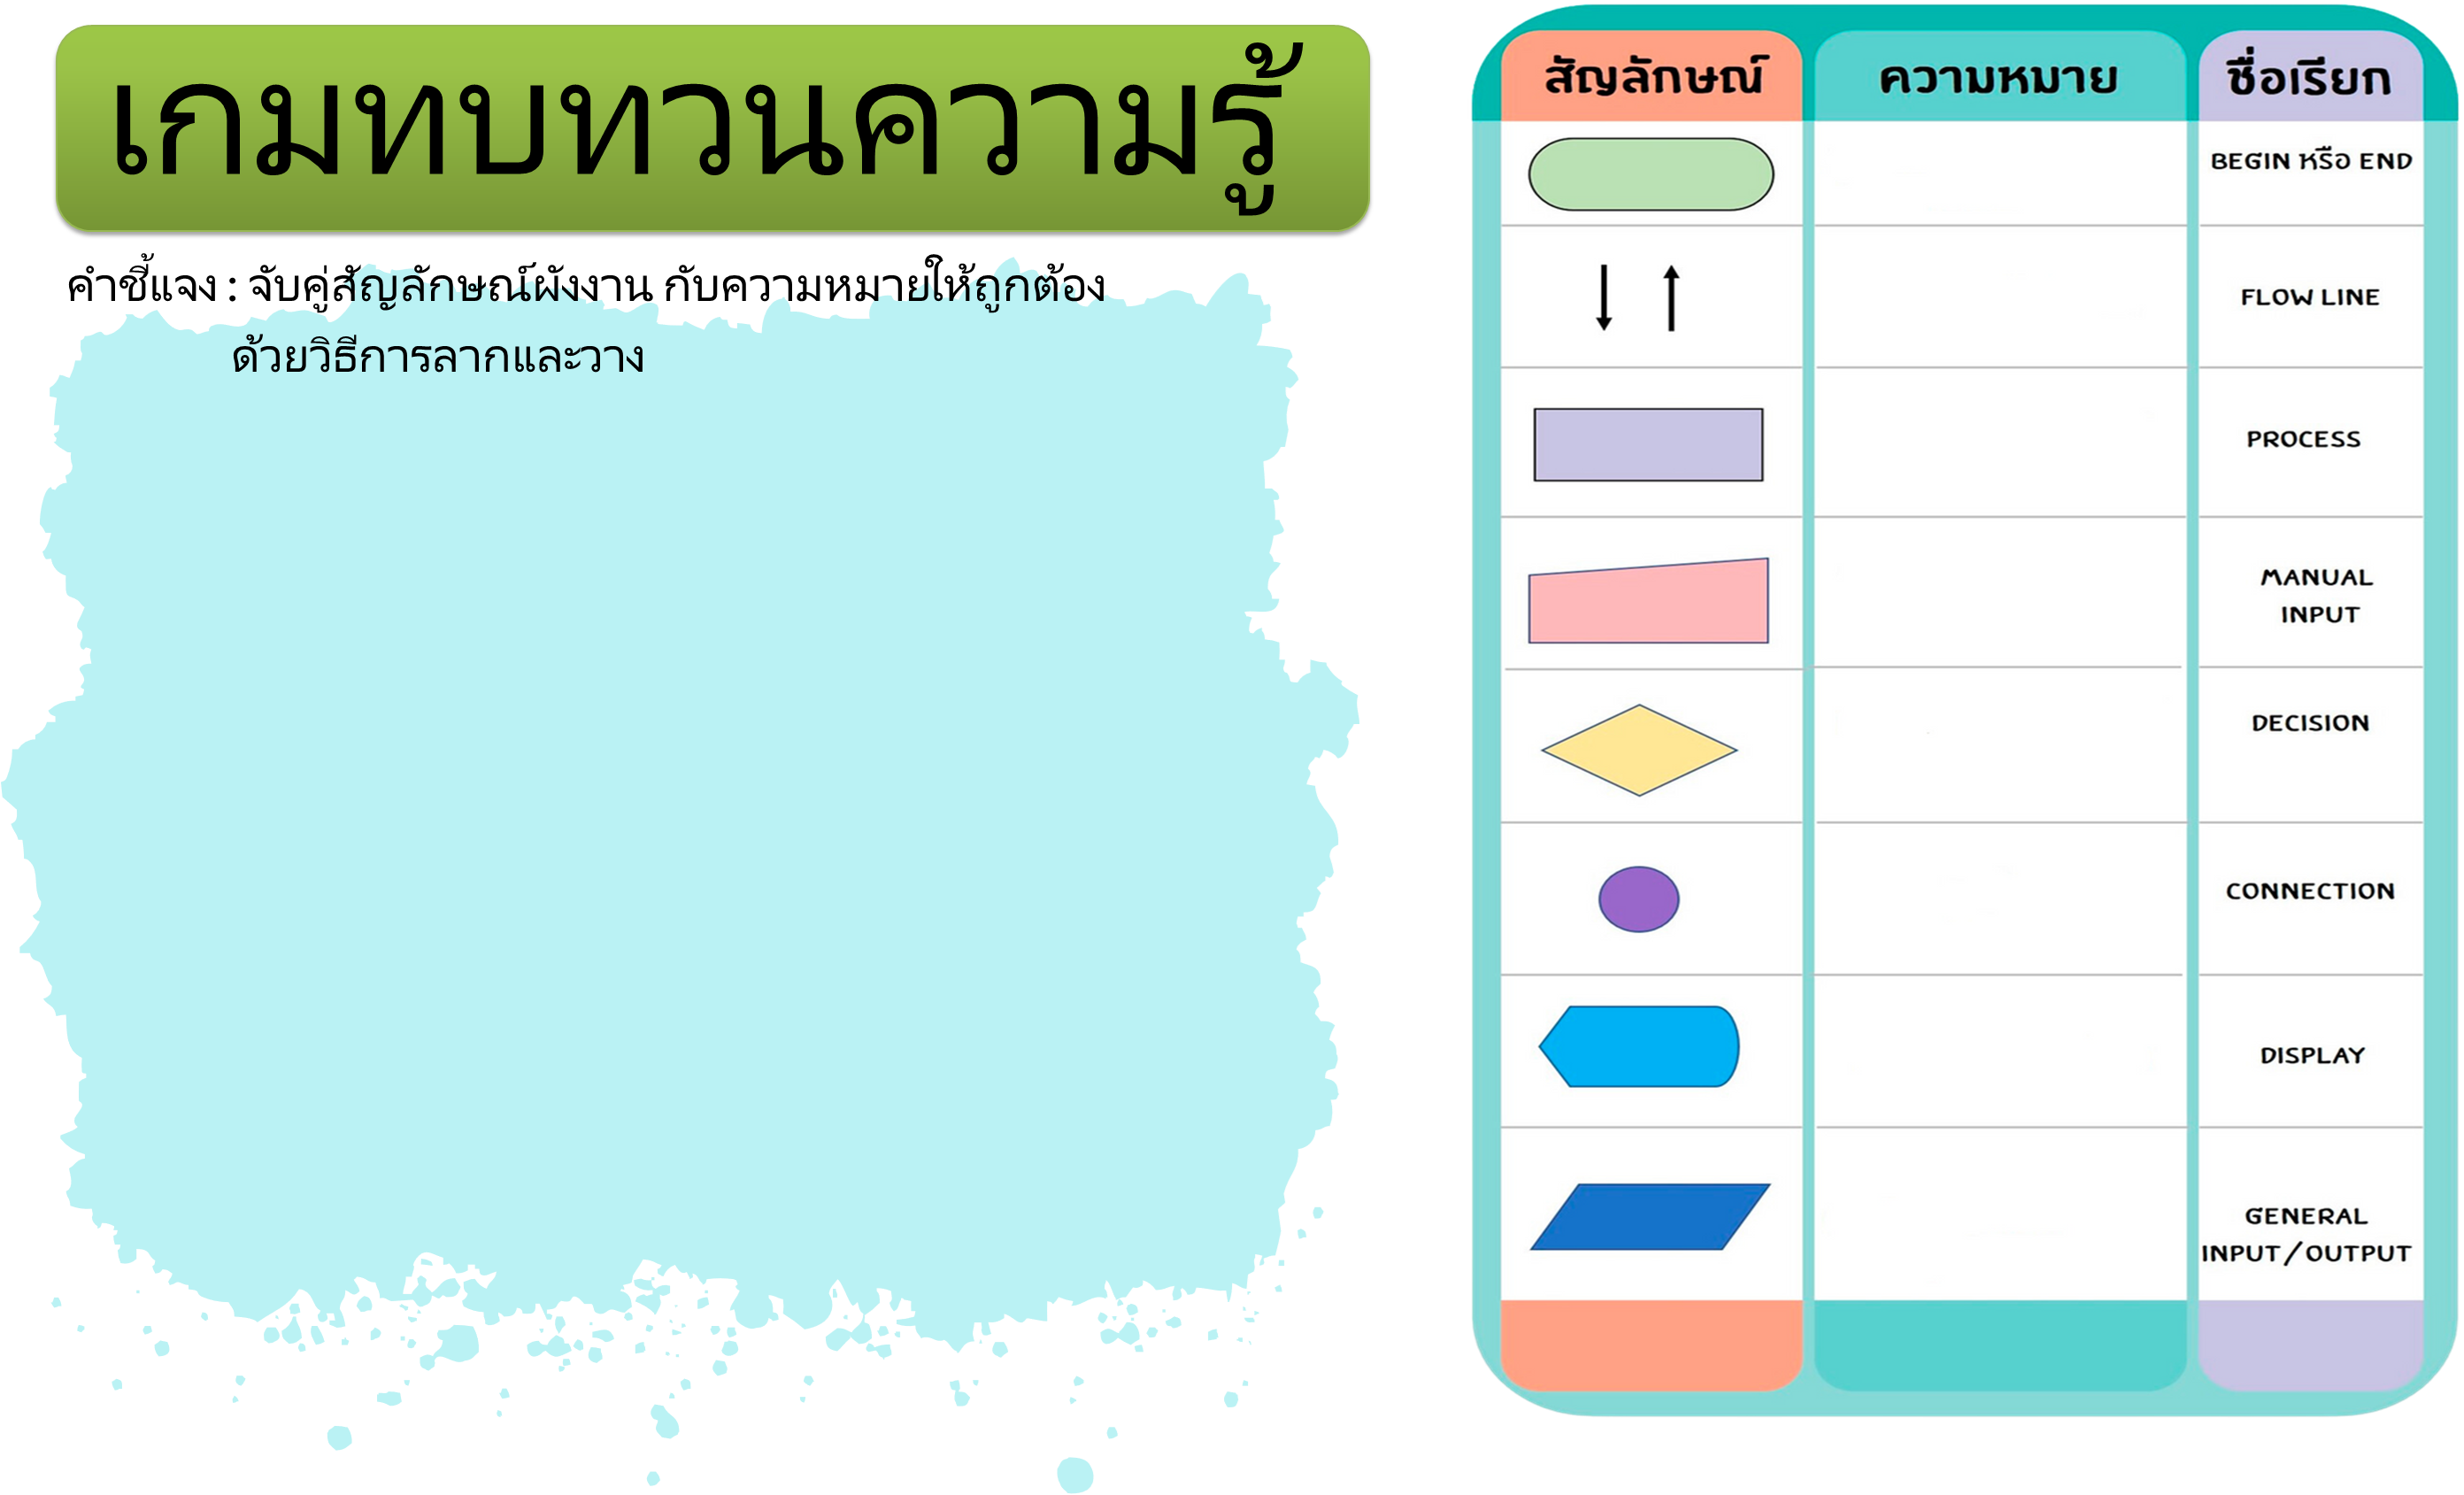 เกมทบทวนความรู้
คำชี้แจง : จับคู่สัญลักษณ์ผังงาน กับความหมายให้ถูกต้อง
ด้วยวิธีการลากและวาง
สัญลักษณ์
ความหมาย
ชื่อเรียก
BEGIN หรือ END
FLOW LINE
PROCESS
MANUAL
INPUT
DECISION
CONNECTION
DISPLAY
GENERAL
INPUT/OUTPUT